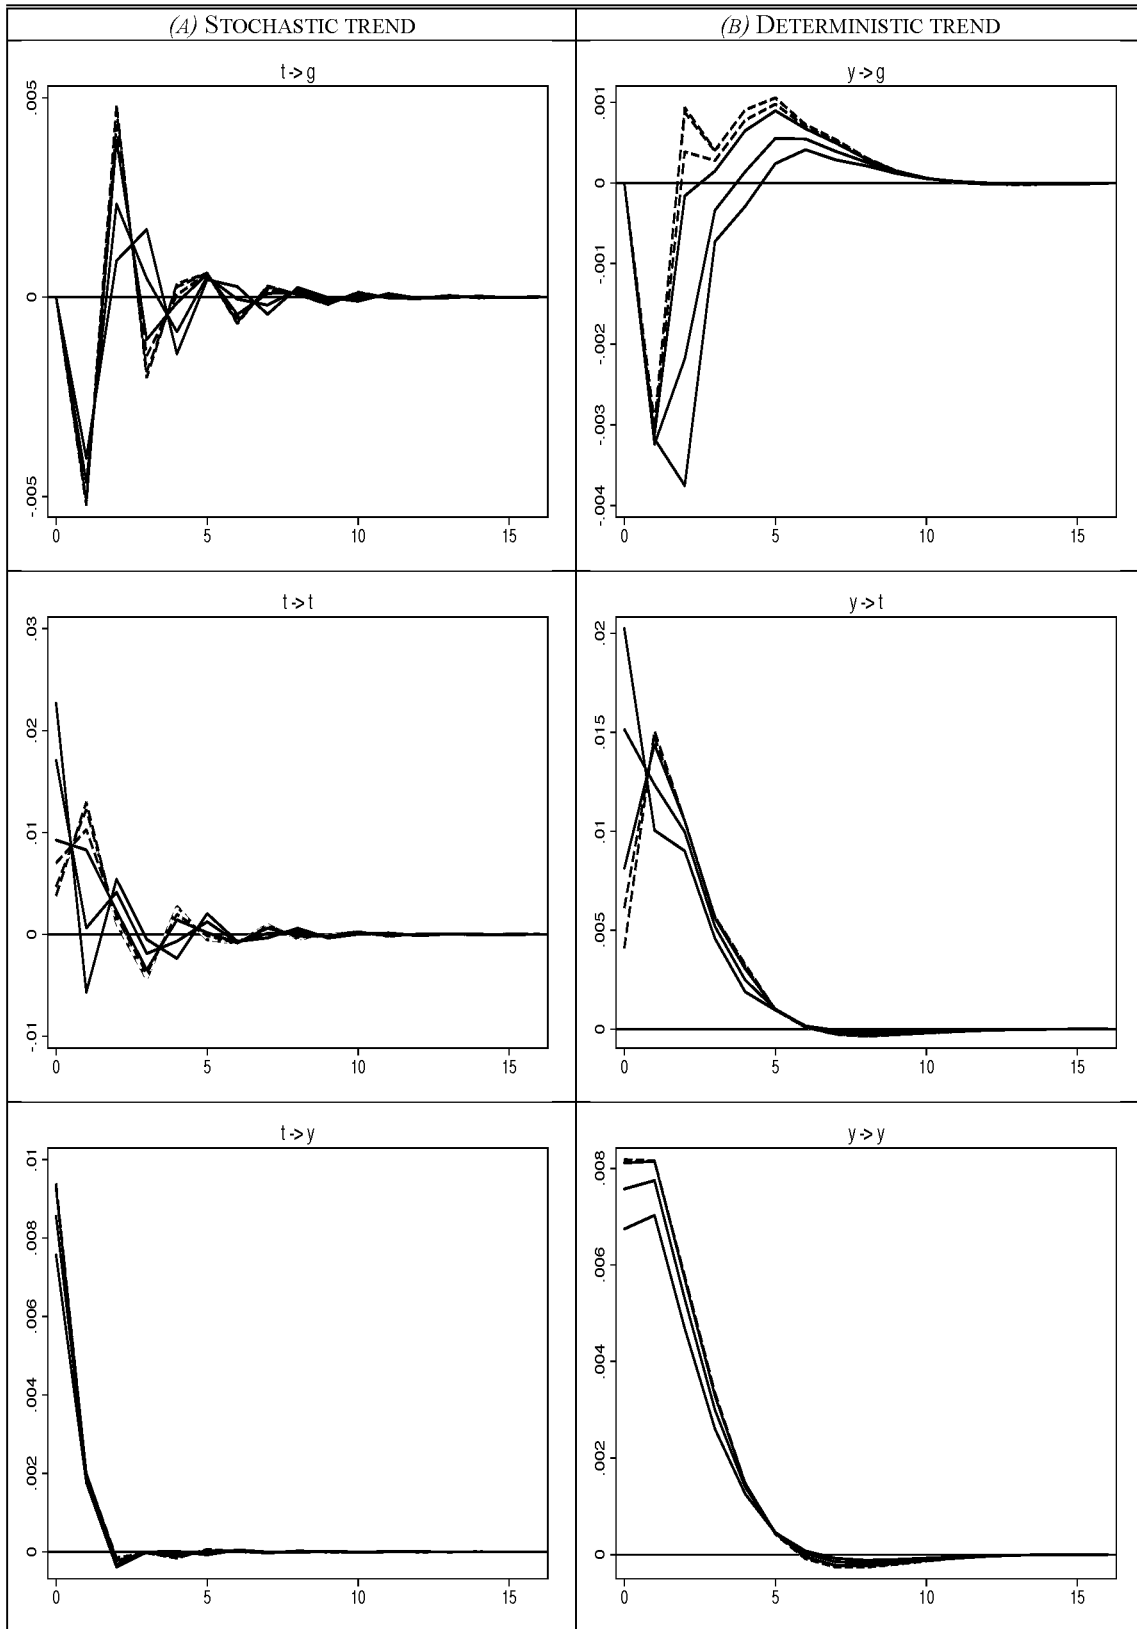 (A) STOCHASTIC TREND
(B) DETERMINISTIC TREND
t -> g
.005
0
-.005
0 5 10 15
y -> g
.001
0
-.001
-.002
-.003
-.004
0 5 10 15
t -> t
.03
.02
.01
0
-.01
0 5 10 15
y -> t
.02
.015
.01
.005
0
0 5 10 15
t -> y
.01
.008
.006
.004
.002
0
0 5 10 15
y -> y
.008
.006
.004
.002
0
0 5 10 15